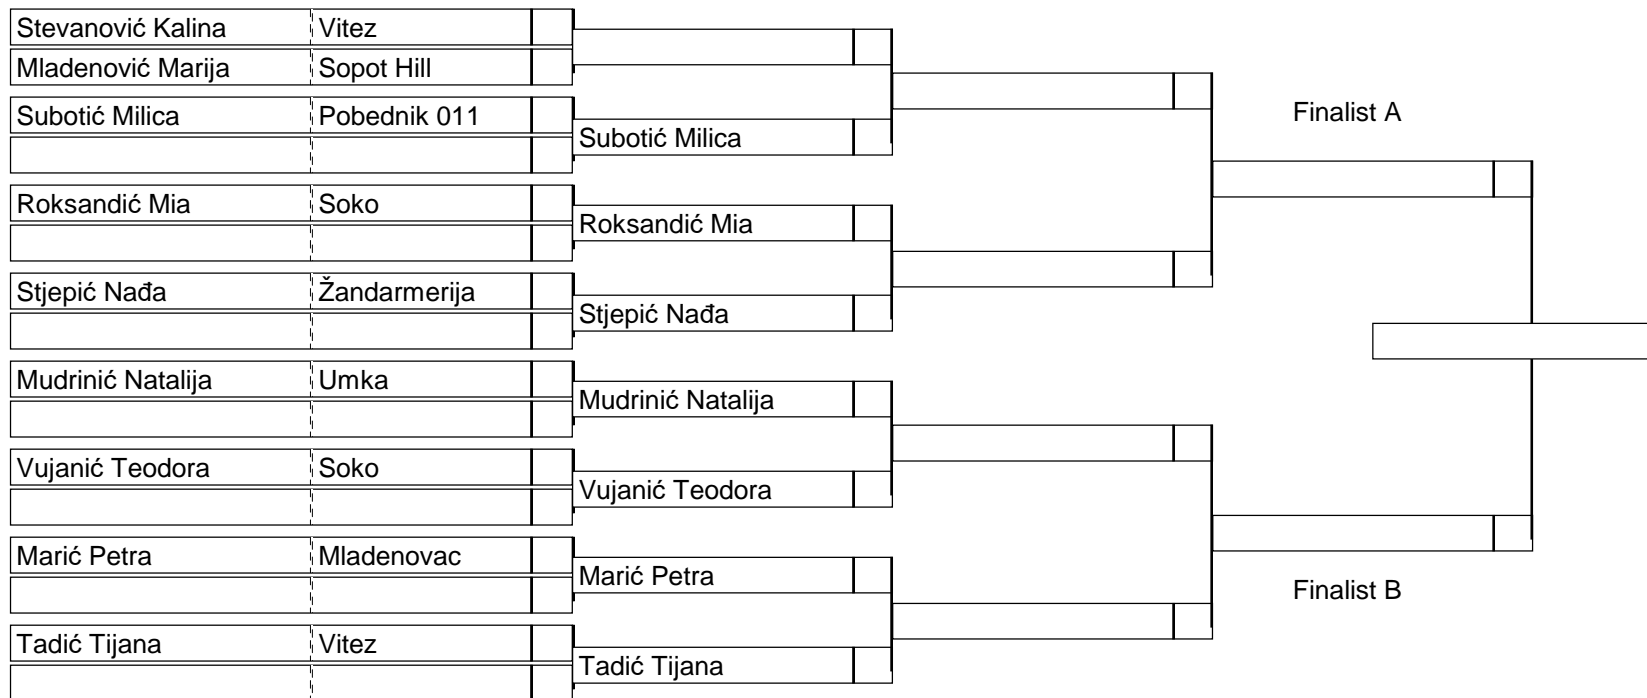 Stevanović Kalina Vitez
Mladenović Marija Sopot Hill
Subotić Milica Pobednik 011
Subotić Milica
Roksandić Mia Soko
Roksandić Mia
Stjepić Nađa Žandarmerija
Stjepić Nađa
Mudrinić Natalija Umka
Mudrinić Natalija
Vujanić Teodora Soko
Vujanić Teodora
Marić Petra Mladenovac
Marić Petra
Tadić Tijana Vitez
Tadić Tijana
Finalist A
Finalist B